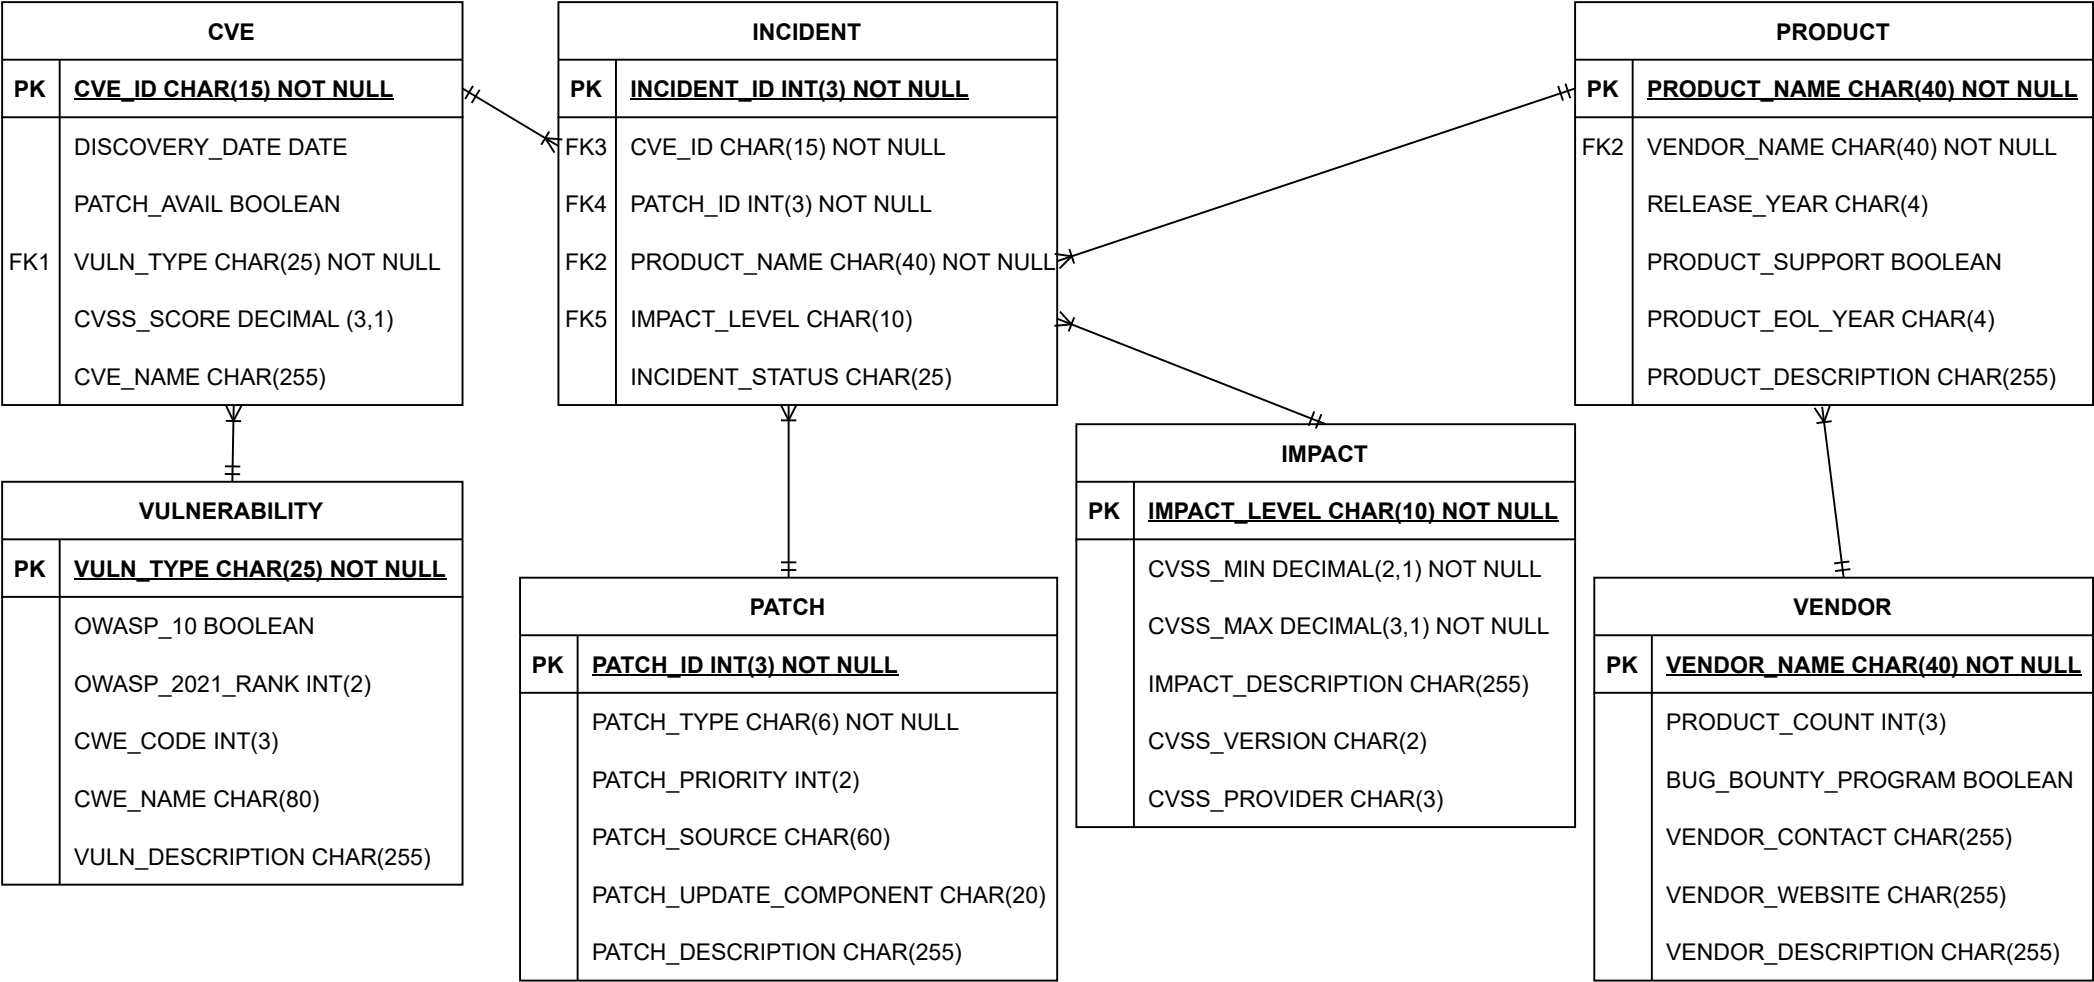 CVE
PK CVE_ID CHAR(15) NOT NULL
DISCOVERY_DATE DATE
PATCH_AVAIL BOOLEAN
FK1 VULN_TYPE CHAR(25) NOT NULL
CVSS_SCORE DECIMAL (3,1)
CVE_NAME CHAR(255)
INCIDENT
PK INCIDENT_ID INT(3) NOT NULL
FK3 CVE_ID CHAR(15) NOT NULL
FK4 PATCH_ID INT(3) NOT NULL
FK2 PRODUCT_NAME CHAR(40) NOT NULL
FK5 IMPACT_LEVEL CHAR(10)
INCIDENT_STATUS CHAR(25)
PRODUCT
PK PRODUCT_NAME CHAR(40) NOT NULL
FK2 VENDOR_NAME CHAR(40) NOT NULL
RELEASE_YEAR CHAR(4)
PRODUCT_SUPPORT BOOLEAN
PRODUCT_EOL_YEAR CHAR(4)
PRODUCT_DESCRIPTION CHAR(255)
VULNERABILITY
PK VULN_TYPE CHAR(25) NOT NULL
OWASP_10 BOOLEAN
OWASP_2021_RANK INT(2)
CWE_CODE INT(3)
CWE_NAME CHAR(80)
VULN_DESCRIPTION CHAR(255)
PATCH
PK PATCH_ID INT(3) NOT NULL
PATCH_TYPE CHAR(6) NOT NULL
PATCH_PRIORITY INT(2)
PATCH_SOURCE CHAR(60)
PATCH_UPDATE_COMPONENT CHAR(20)
PATCH_DESCRIPTION CHAR(255)
IMPACT
PK IMPACT_LEVEL CHAR(10) NOT NULL
CVSS_MIN DECIMAL(2,1) NOT NULL
CVSS_MAX DECIMAL(3,1) NOT NULL
IMPACT_DESCRIPTION CHAR(255)
CVSS_VERSION CHAR(2)
CVSS_PROVIDER CHAR(3)
VENDOR
PK VENDOR_NAME CHAR(40) NOT NULL
PRODUCT_COUNT INT(3)
BUG_BOUNTY_PROGRAM BOOLEAN
VENDOR_CONTACT CHAR(255)
VENDOR_WEBSITE CHAR(255)
VENDOR_DESCRIPTION CHAR(255)